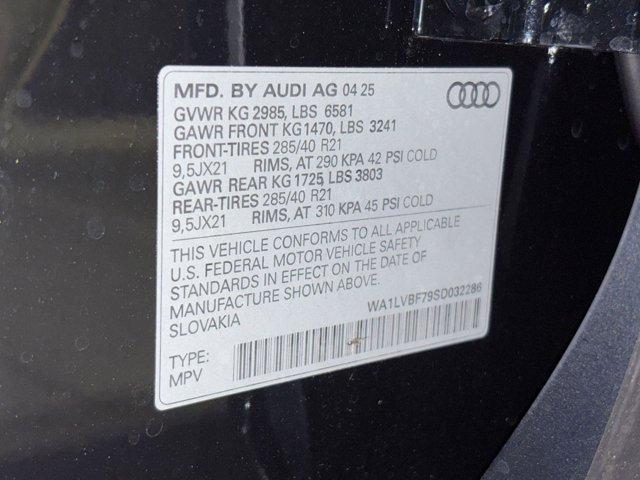 MFD. BY AUDI AG 04 25
GVWR KG 2985, LBS 6581
GAWR FRONT KG1470, LBS 3241
FRONT-TIRES 285/40 R21
9,5JX21 RIMS, AT 290 KPA 42 PSI COLD
GAWR REAR KG 1725, LBS 3803
REAR-TIRES 285/40 R21
9,5JX21 RIMS, AT 310 KPA 45 PSI COLD
THIS VEHICLE CONFORMS TO ALL APPLICABLE
U.S. FEDERAL MOTOR VEHICLE SAFETY
STANDARDS IN EFFECT ON THE DATE OF
MANUFACTURE SHOWN ABOVE.
SLOVAKIA
WA1LVBF79SD032286
TYPE:
MPV